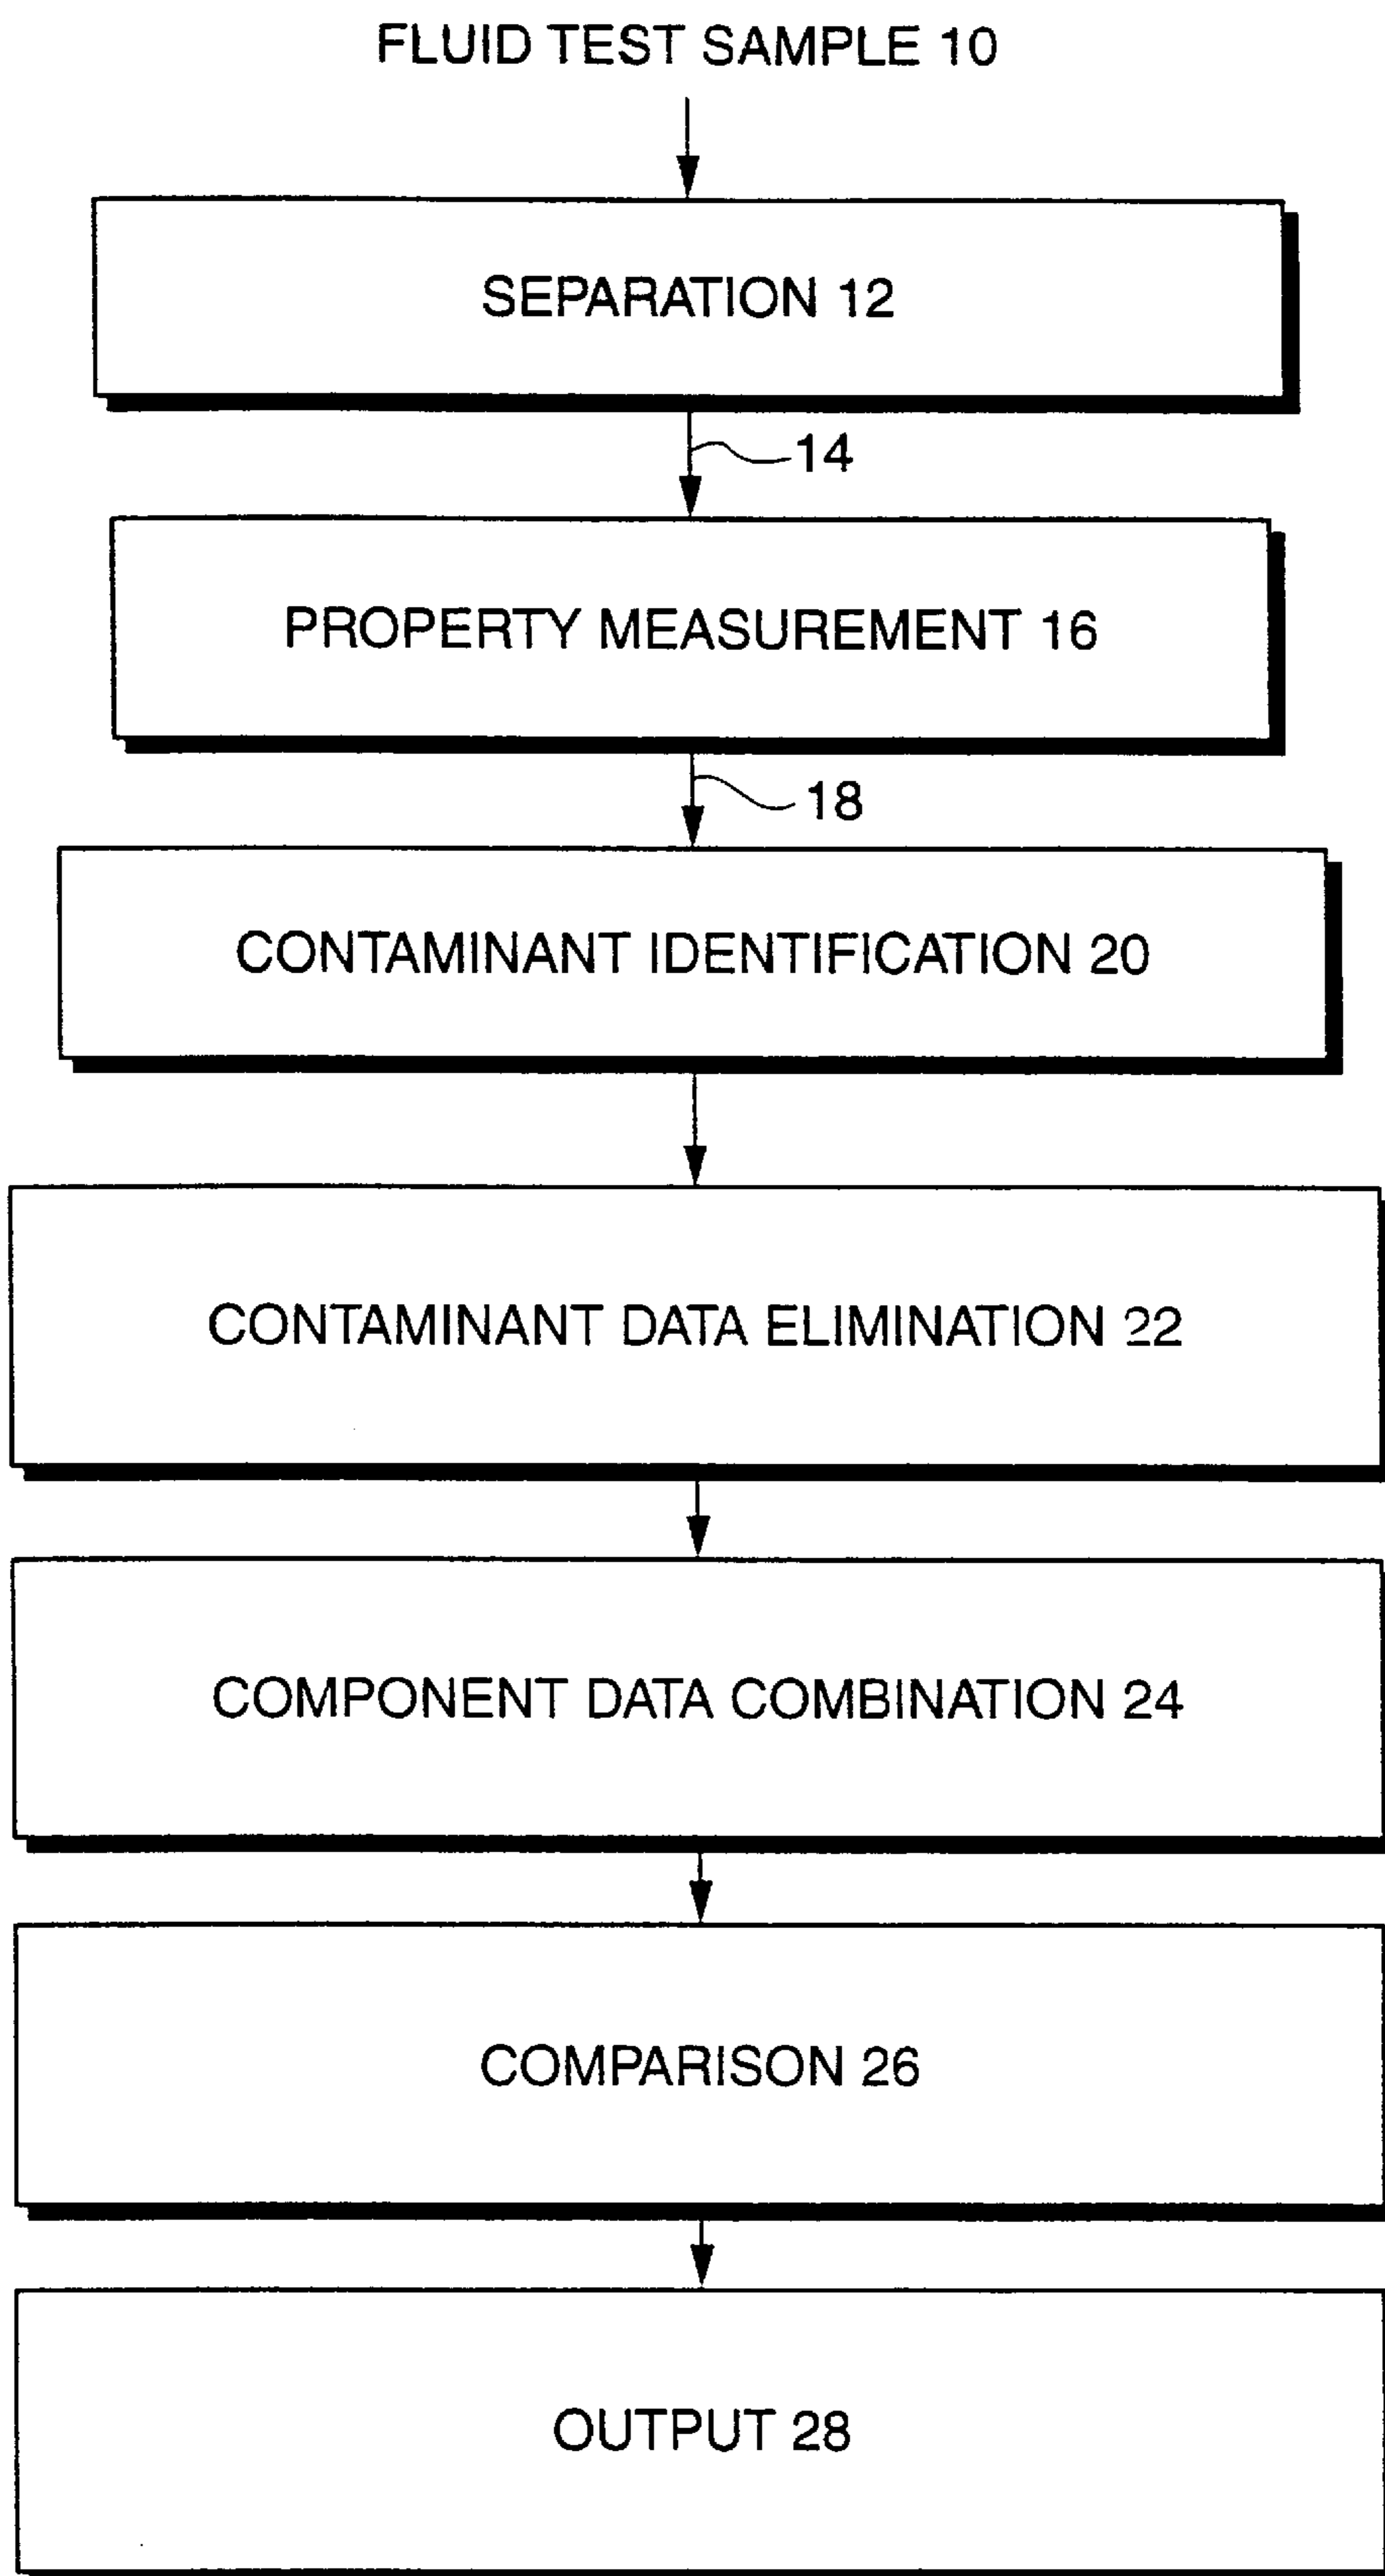 FLUID TEST SAMPLE 10
SEPARATION 12
14
PROPERTY MEASUREMENT 16
18
CONTAMINANT IDENTIFICATION 20
CONTAMINANT DATA ELIMINATION 22
COMPONENT DATA COMBINATION 24
COMPARISON 26
OUTPUT 28